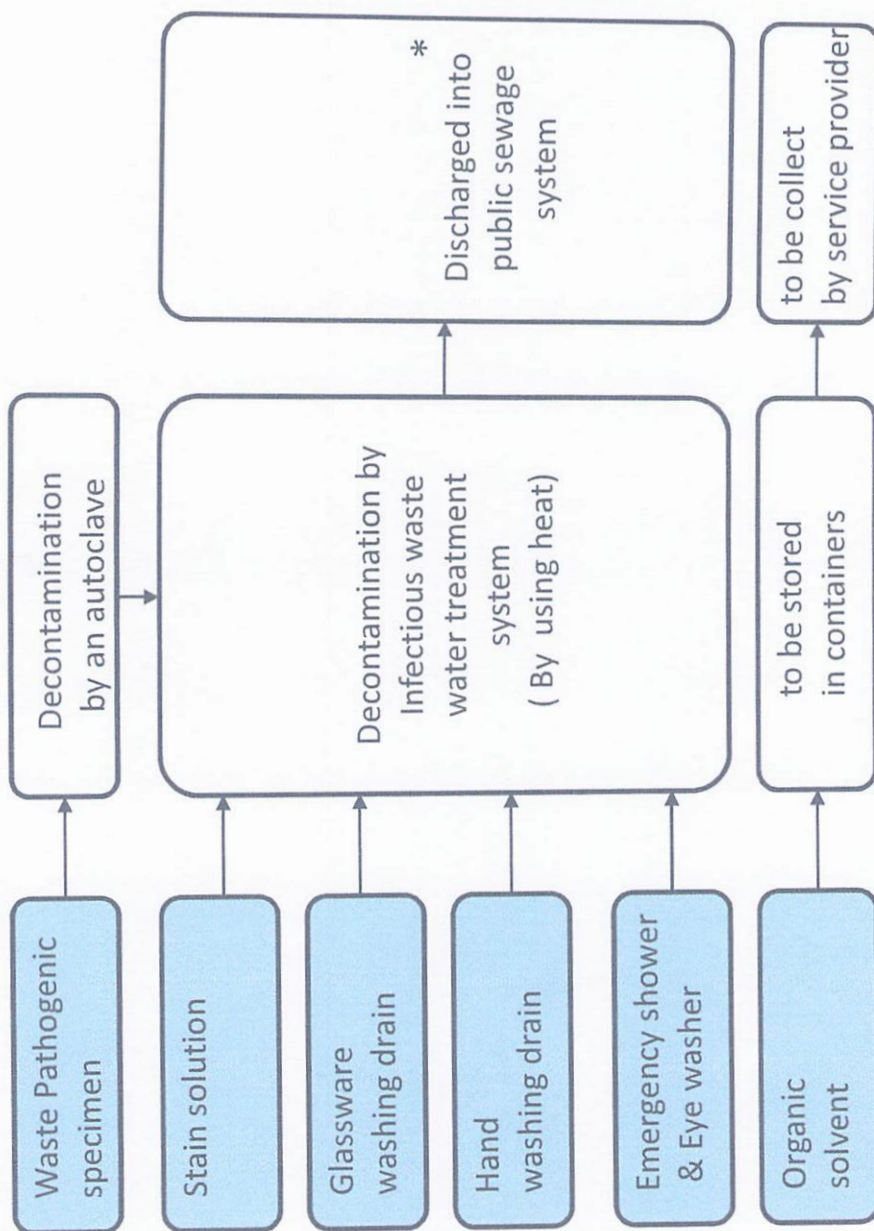 Waste Pathogenic
specimen
Decontamination
by an autoclave
Stain solution
Glassware
washing drain
Hand
washing drain
Emergency shower
& Eye washer
Decontamination by
Infectious waste
water treatment
system
( By using heat)
*
Discharged into
public sewage
system
Organic
solvent
to be stored
in containers
to be collect
by service provider